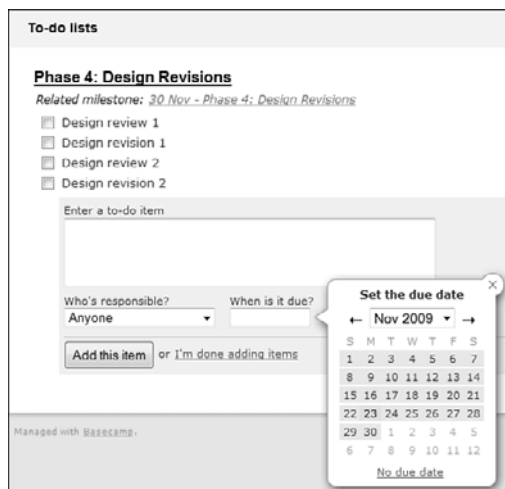 To-do lists
Phase 4: Design Revisions
Related milestone: 30 Nov - Phase 4: Design Revisions
Design review 1
Design revision 1
Design review 2
Design revision 2
Enter a to-do item
Who's responsible? When is it due?
Anyone
Add this item or I'm done adding items
Set the due date
← Nov 2009 →
S M T W T F S
1 2 3 4 5 6 7
8 9 10 11 12 13 14
15 16 17 18 19 20 21
22 23 24 25 26 27 28
29 30 1 2 3 4 5
6 7 8 9 10 11 12
No due date
Managed with Basecamp.